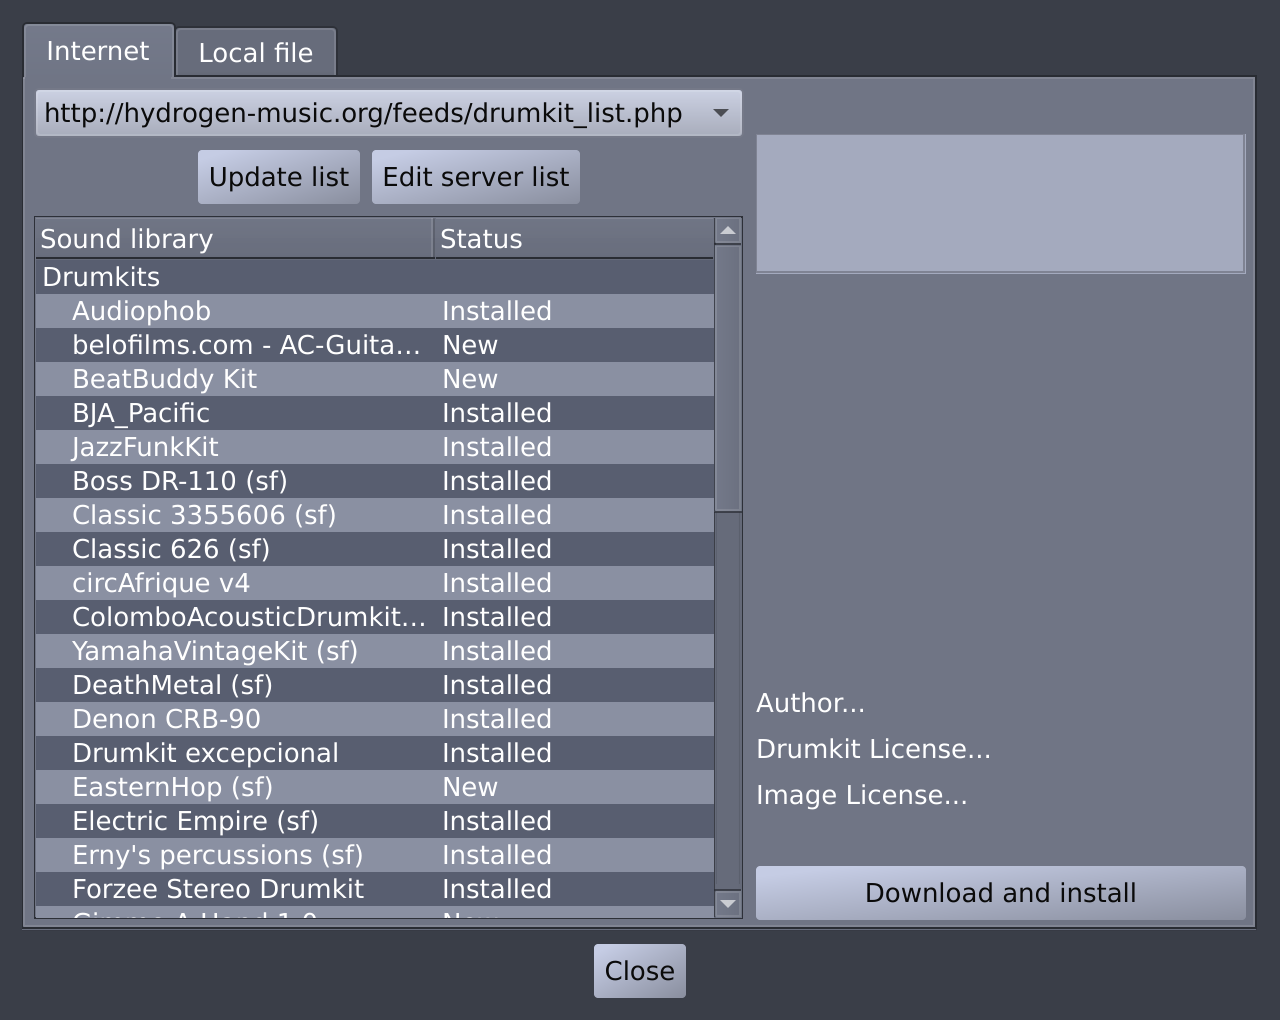 Internet Local file
http://hydrogen-music.org/feeds/drumkit_list.php
Update list Edit server list
Sound library Status
Drumkits
Audiophob Installed
belofilms.com - AC-Guita... New
BeatBuddy Kit New
BJA_Pacific Installed
JazzFunkKit Installed
Boss DR-110 (sf) Installed
Classic 3355606 (sf) Installed
Classic 626 (sf) Installed
circAfrique v4 Installed
ColomboAcousticDrumkit... Installed
YamahaVintageKit (sf) Installed
DeathMetal (sf) Installed
Denon CRB-90 Installed
Drumkit excepcional Installed
EasternHop (sf) New
Electric Empire (sf) Installed
Erny's percussions (sf) Installed
Forzee Stereo Drumkit Installed
Author...
Drumkit License...
Image License...
Download and install
Close